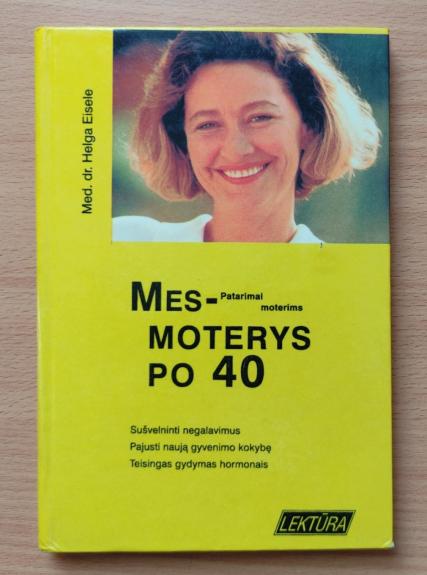 Med. dr. Helga Eisele
MES- Patarimai
moterims
MOTERYS
PO 40
Sušvelninti negalavimus
Pajusti naują gyvenimo kokybę
Teisingas gydymas hormonais
LEKTŪRA